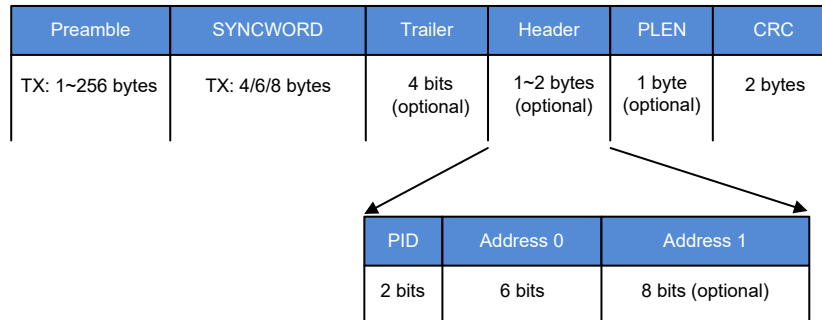 Preamble SYNCWORD Trailer Header PLEN CRC
TX: 1~256 bytes TX: 4/6/8 bytes 4 bits 1~2 bytes 1 byte 2 bytes
(optional) (optional) (optional)
PID Address 0 Address 1
2 bits 6 bits 8 bits (optional)